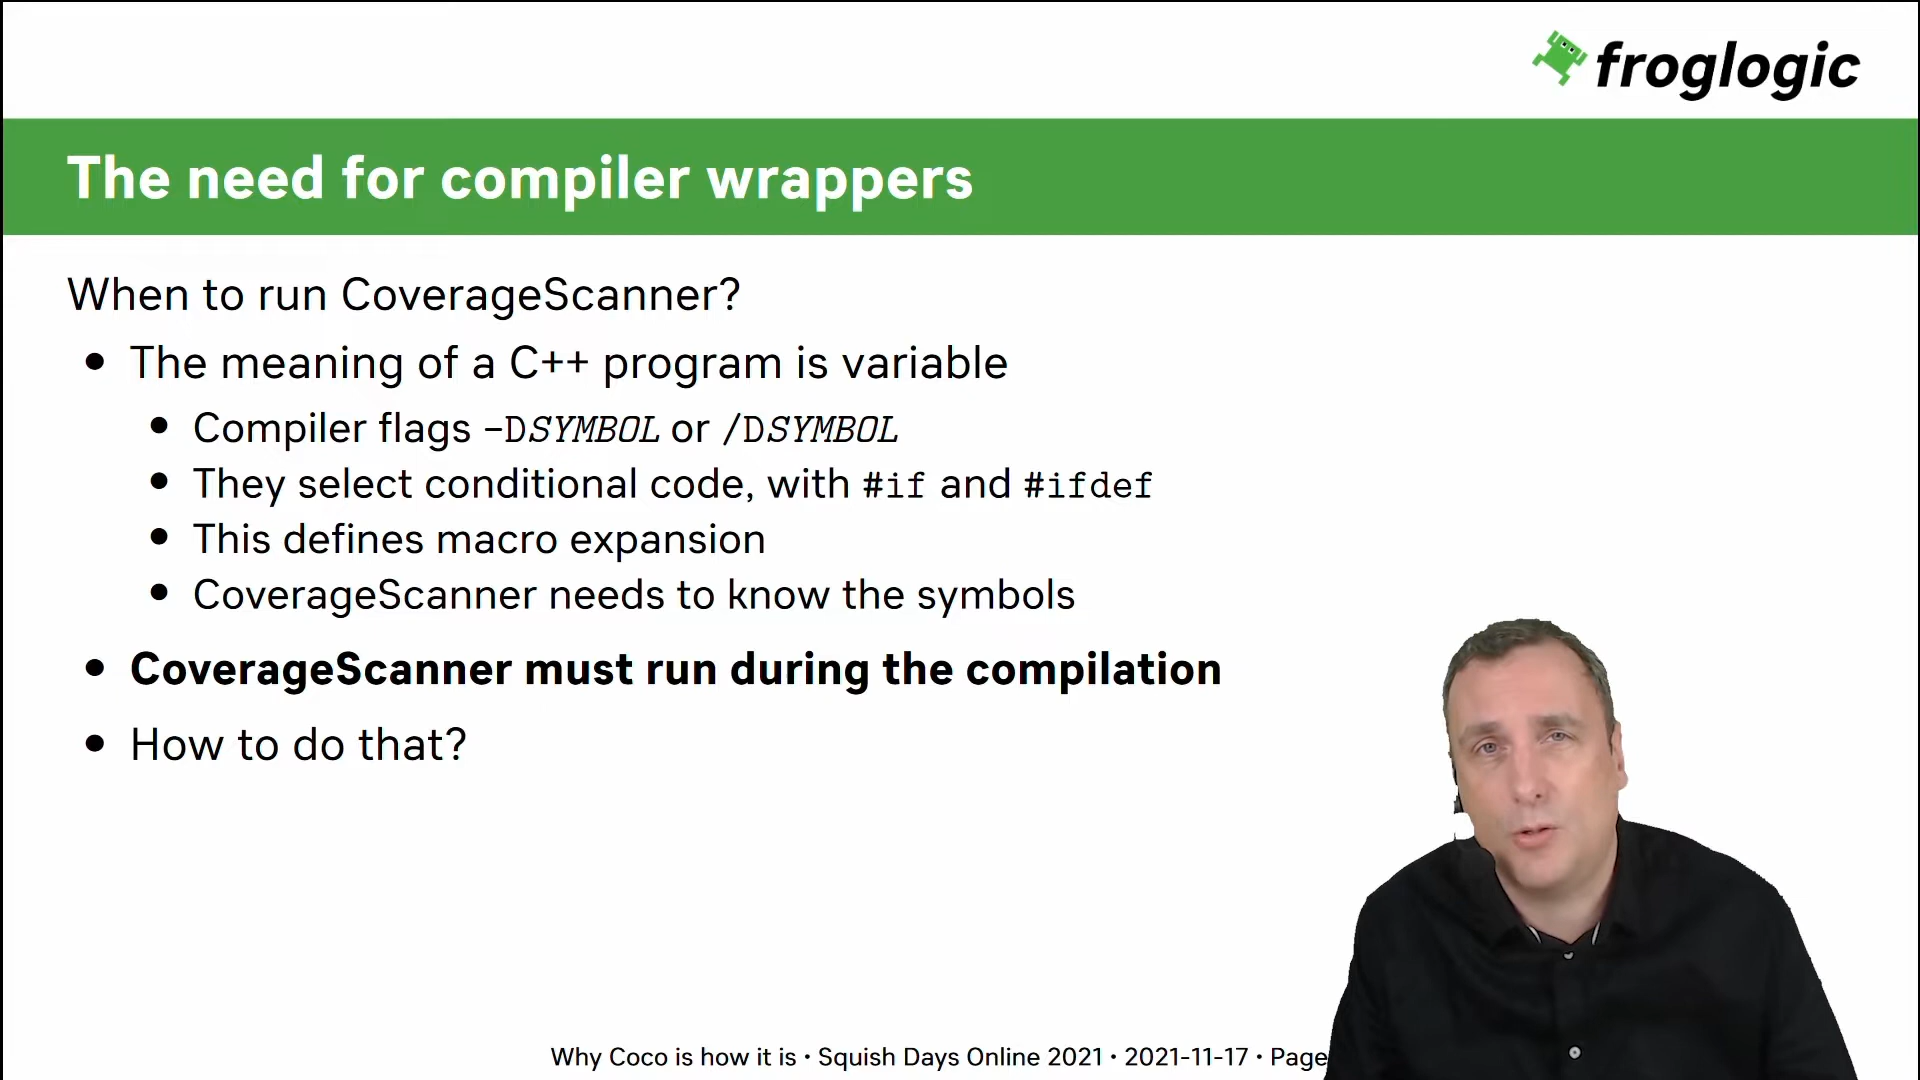 froglogic
The need for compiler wrappers
When to run CoverageScanner?
• The meaning of a C++ program is variable
• Compiler flags -DSYMBOL or /DSYMBOL
• They select conditional code, with #if and #ifdef
• This defines macro expansion
• CoverageScanner needs to know the symbols
• CoverageScanner must run during the compilation
• How to do that?
Why Coco is how it is • Squish Days Online 2021 • 2021-11-17 • Page